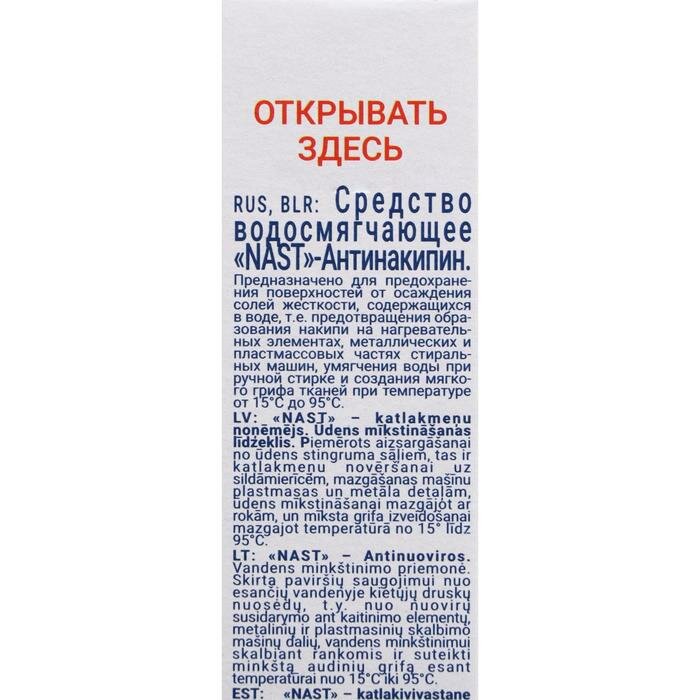 ОТКРЫВАТЬ
ЗДЕСЬ
RUS, BLR: Средство
водосмягчающее
«NAST»-Антинакипин.
Предназначено для предохране-
ния поверхностей от осаждения
солей жесткости, содержащихся
в воде, т.е. предотвращения обра-
зования накипи на нагреватель-
ных элементах, металлических и
пластмассовых частях стираль-
ных машин, умягчения воды при
ручной стирке и создания мягко-
го грифа тканей при температуре
от 15°С до 95°С.
LV: «NAST» – katlakmeņu
noņēmējs. Ūdens mīkstināšanas
līdzeklis. Piemērots aizsargāšanai
no ūdens stingruma sāļiem, tas ir
katlakmeņu novēršanai uz
sildāmierīcēm, mazgāšanas mašīnu
plastmasas un metāla detaļām,
ūdens mīkstināšanai mazgājot ar
rokām, un mīksta grifa izveidošanai
mazgajot temperatūrā no 15° līdz
95°C.
LT: «NAST» – Antinuoviros.
Vandens minkštinimo priemonė.
Skirta paviršių saugojimui nuo
esančių vandenyje kietųjų druskų
nuosėdų, t.y. nuo nuovirų
susidarymo ant kaitinimo elementų,
metalinių ir plastmasinių skalbimo
mašinų dalių, vandens minkštinimui
skalbiant rankomis ir suteikti
minkštą audinių grifą esant
temperatūrai nuo 15°C iki 95°C.
EST: «NAST» – katlakivivastane